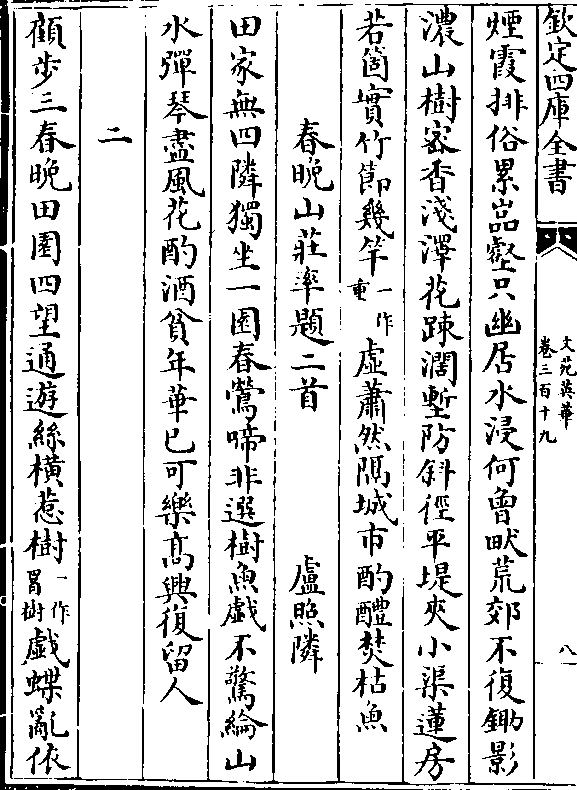 欽定四庫全書
文苑英華
卷三百十九
八
煙霞排俗累嵓壑只幽居水浸何曾畎荒郊不復鋤影
濃山樹宻香淺澤花疎濶塹防斜徑平堤夾小渠蓮房
若箇實竹節幾竿一作重虚蕭然隔城市酌醴焚枯魚
春晚山莊率題二首 盧照隣
田家無四隣獨坐一園春鶯啼非選樹魚戲不驚綸山
水彈琴盡風花酌酒貧年華已可樂髙興復留人
二
顧步三春晚田園四望通遊絲横惹樹一作罥樹戲蝶亂依